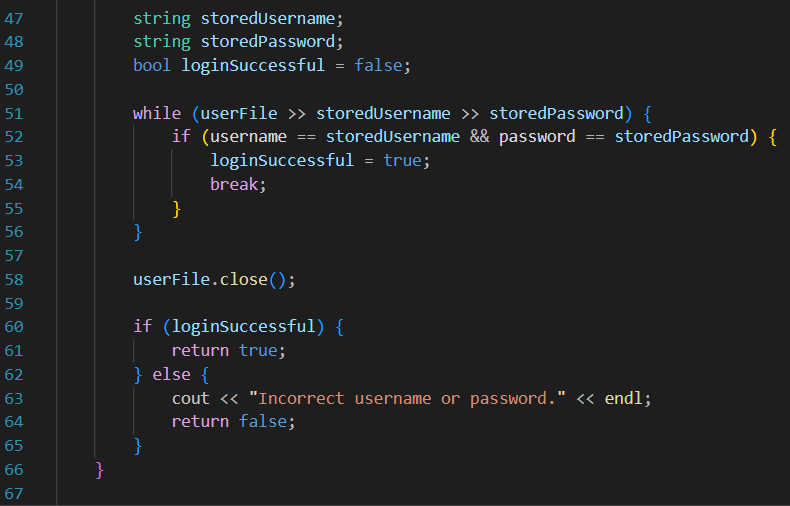 47 string storedUsername;
48 string storedPassword;
49 bool loginSuccessful = false;
50
51 while (userFile >> storedUsername >> storedPassword) {
52 if (username == storedUsername && password == storedPassword) {
53 loginSuccessful = true;
54 break;
55 }
56 }
57
58 userFile.close();
59
60 if (loginSuccessful) {
61 return true;
62 } else {
63 cout << "Incorrect username or password." << endl;
64 return false;
65 }
66 }
67